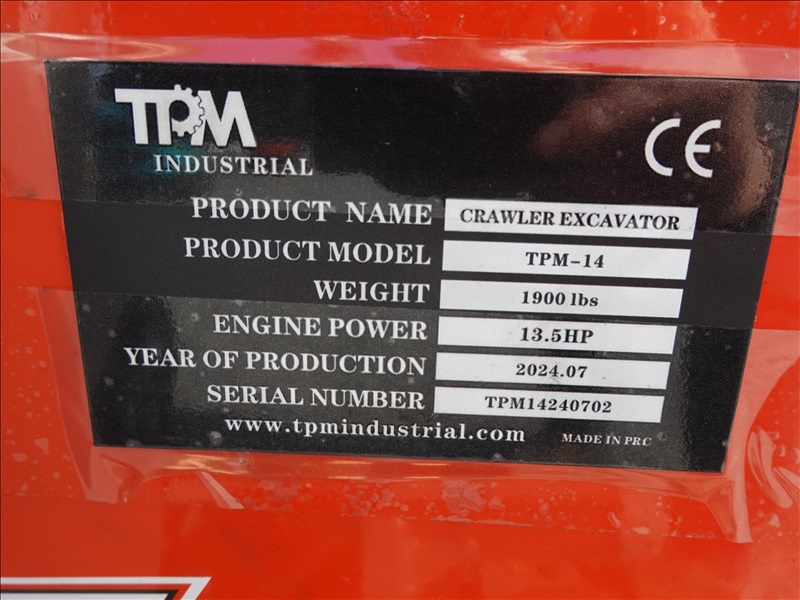 TPM
INDUSTRIAL
CE
PRODUCT NAME CRAWLER EXCAVATOR
PRODUCT MODEL TPM-14
WEIGHT 1900 lbs
ENGINE POWER 13.5HP
YEAR OF PRODUCTION 2024.07
SERIAL NUMBER TPM14240702
www.tpmindustrial.com MADE IN PRC